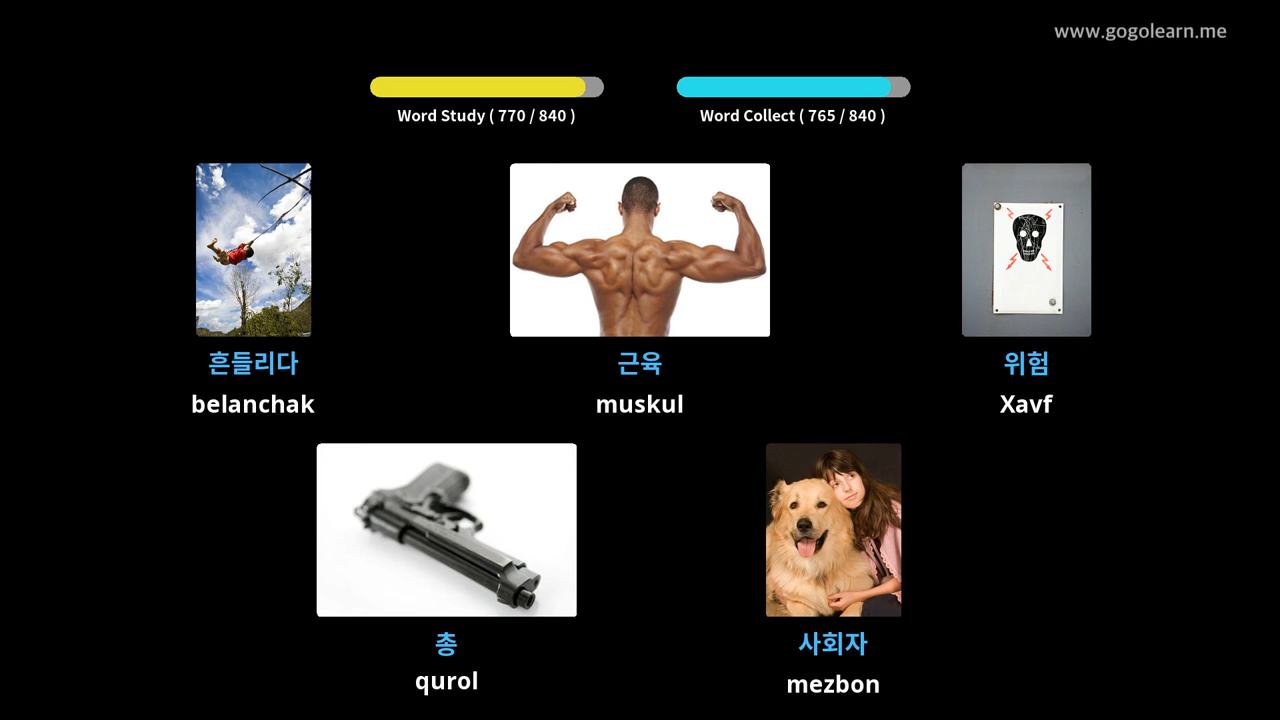 www.gogolearn.me
Word Study ( 770 / 840 )
Word Collect ( 765 / 840 )
흔들리다
근육
위험
belanchak
muskul
Xavf
총
사회자
qurol
mezbon